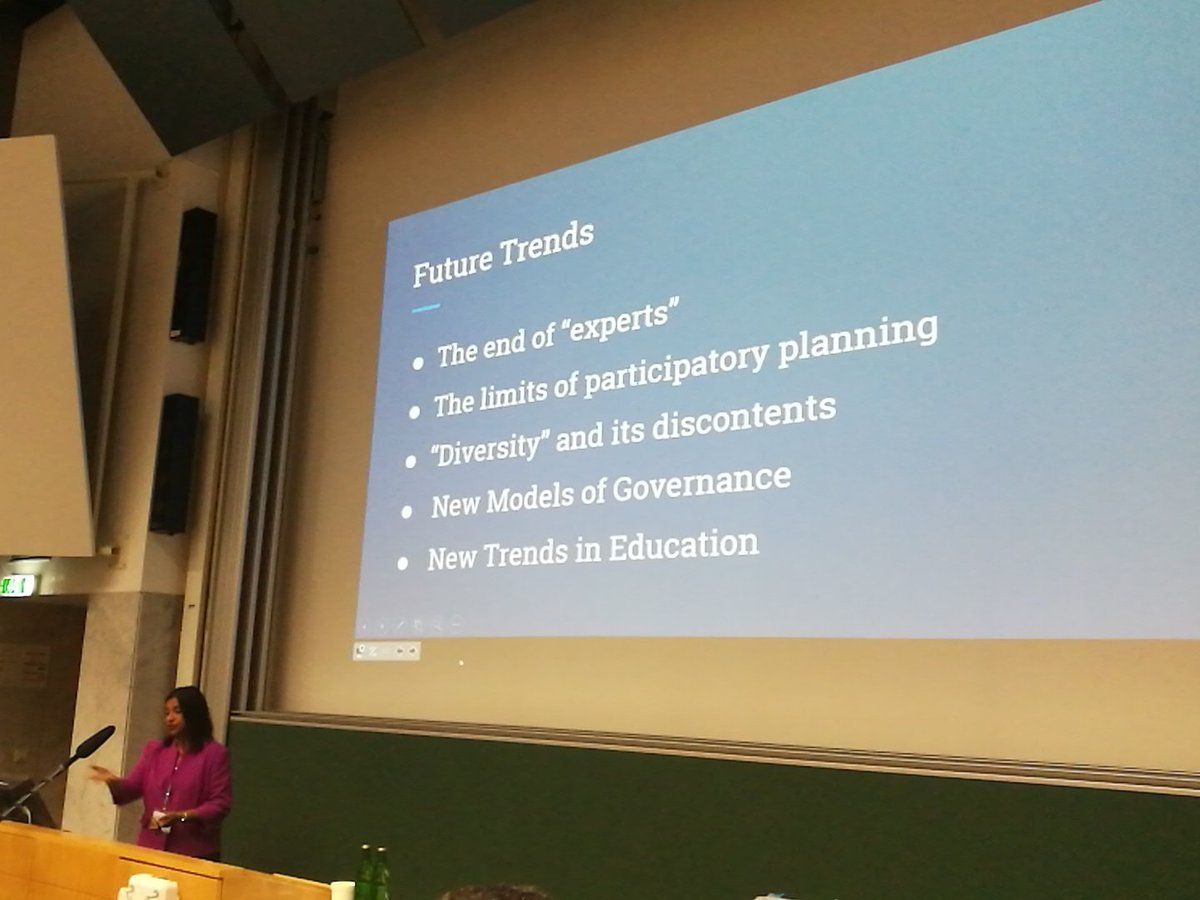 Future Trends
• The end of “experts”
• The limits of participatory planning
• “Diversity” and its discontents
• New Models of Governance
• New Trends in Education